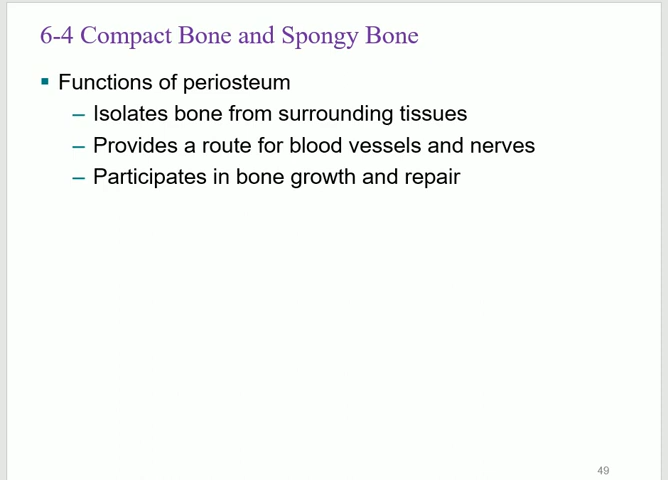 6-4 Compact Bone and Spongy Bone
▪ Functions of periosteum
– Isolates bone from surrounding tissues
– Provides a route for blood vessels and nerves
– Participates in bone growth and repair
49